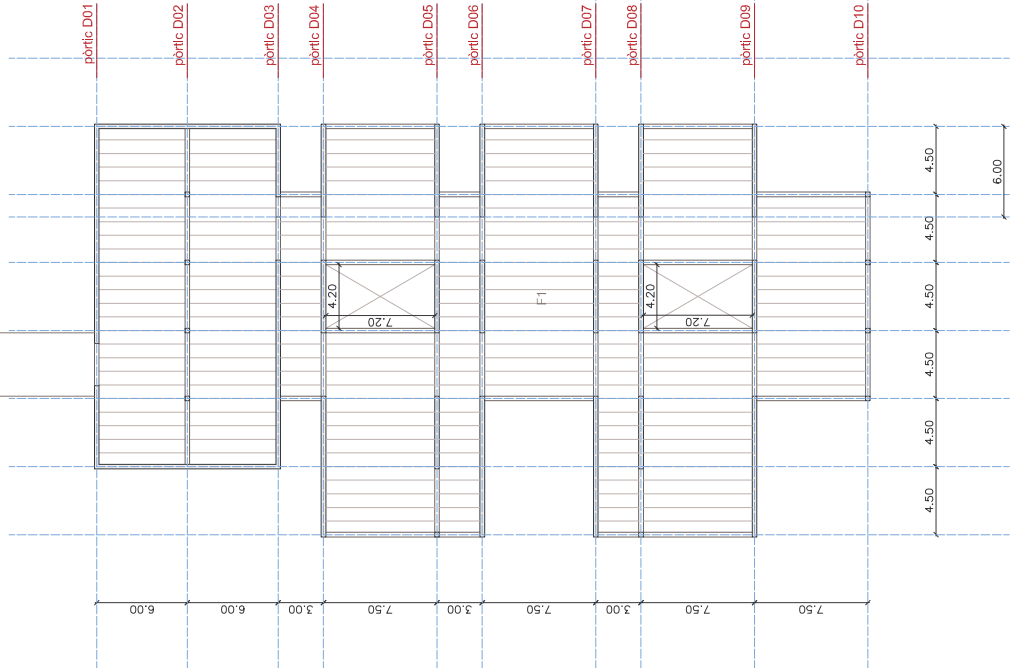 pòrtic D01
pòrtic D02
pòrtic D03
pòrtic D04
pòrtic D05
pòrtic D06
pòrtic D07
pòrtic D08
pòrtic D09
pòrtic D10
4.50
6.00
4.50
4.20
7.20
F1
4.20
7.20
4.50
4.50
4.50
4.50
6.00
6.00
3.00
7.50
3.00
7.50
3.00
7.50
7.50